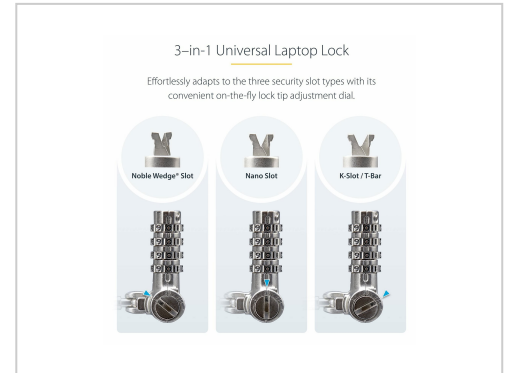 3–in-1 Universal Laptop Lock
Effortlessly adapts to the three security slot types with its
convenient on-the-fly lock tip adjustment dial.
Noble Wedge® Slot
Nano Slot
K-Slot / T-Bar